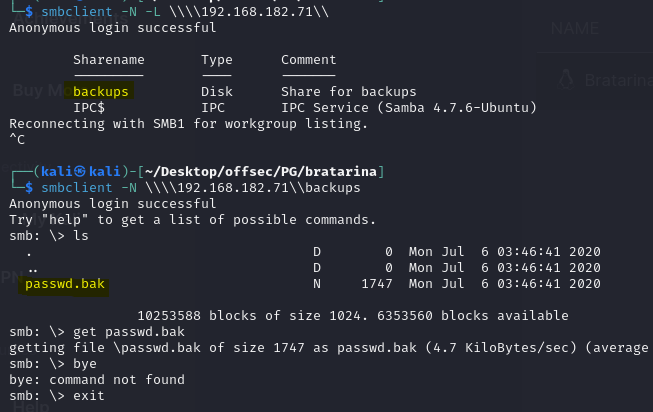 └─$ smbclient -N -L \\\\192.168.182.71\\
Anonymous login successful
Sharename Type Comment
--------- ---- -------
backups Disk Share for backups
IPC$ IPC IPC Service (Samba 4.7.6-Ubuntu)
Reconnecting with SMB1 for workgroup listing.
^C
┌──(kali㉿kali)-[~/Desktop/offsec/PG/bratarina]
└─$ smbclient -N \\\\192.168.182.71\\backups
Anonymous login successful
Try "help" to get a list of possible commands.
smb: \> ls
. D 0 Mon Jul 6 03:46:41 2020
.. D 0 Mon Jul 6 03:46:41 2020
passwd.bak N 1747 Mon Jul 6 03:46:41 2020
10253588 blocks of size 1024. 6353560 blocks available
smb: \> get passwd.bak
getting file \passwd.bak of size 1747 as passwd.bak (4.7 KiloBytes/sec) (average
smb: \> bye
bye: command not found
smb: \> exit
NAME
Bratarina
Help